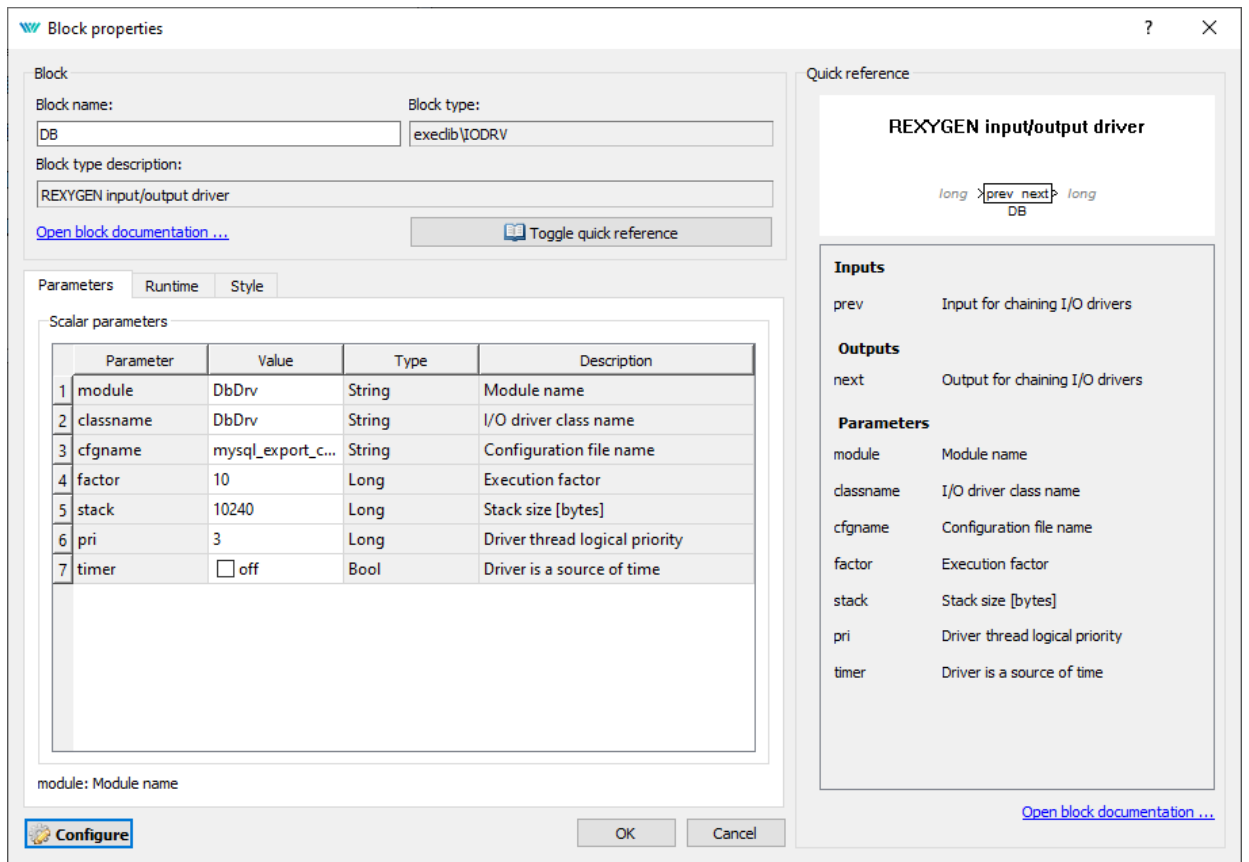 Block properties
? 
Block
Block name:
Block type:
DB
execlib\IODRV
Block type description:
REXYGEN input/output driver
Open block documentation ...
Toggle quick reference
Parameters Runtime Style
Scalar parameters
Parameter Value Type Description
1 module DbDrv String Module name
2 classname DbDrv String I/O driver class name
3 cfgname mysql_export_c... String Configuration file name
4 factor 10 Long Execution factor
5 stack 10240 Long Stack size [bytes]
6 pri 3 Long Driver thread logical priority
7 timer off Bool Driver is a source of time
module: Module name
Configure
OK
Cancel
Quick reference
REXYGEN input/output driver
long prev next long
DB
Inputs
prev Input for chaining I/O drivers
Outputs
next Output for chaining I/O drivers
Parameters
module Module name
classname I/O driver class name
cfgname Configuration file name
factor Execution factor
stack Stack size [bytes]
pri Driver thread logical priority
timer Driver is a source of time
Open block documentation ...